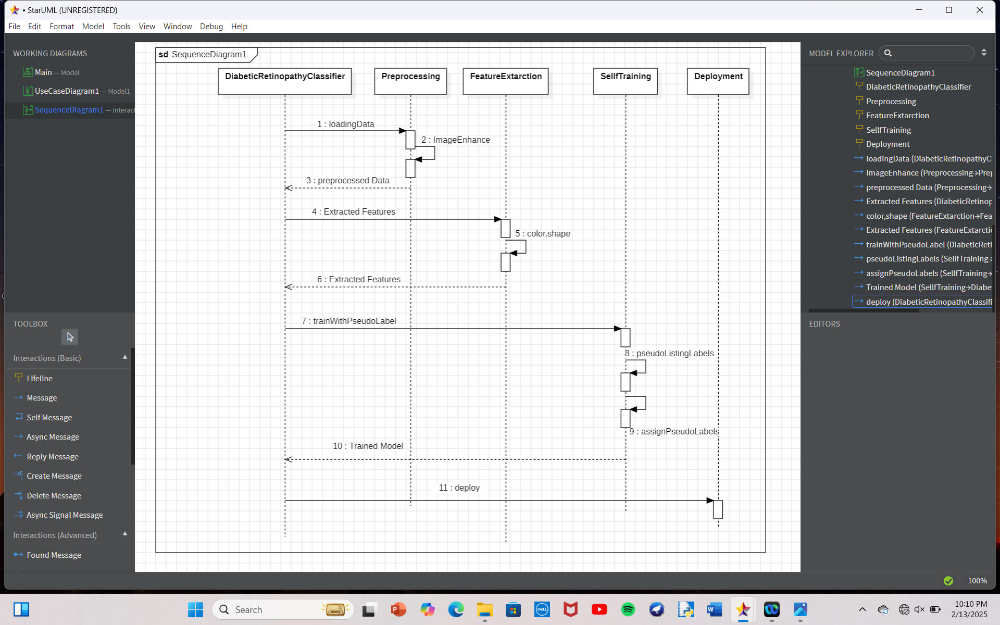 StarUML (UNREGISTERED)
File Edit Format Model Tools View Window Debug Help
WORKING DIAGRAMS
Main — Model
UseCaseDiagram1 — Model1
SequenceDiagram1 — Interact
TOOLBOX
Interactions (Basic)
Lifeline
Message
Self Message
Async Message
Reply Message
Create Message
Delete Message
Async Signal Message
Interactions (Advanced)
Found Message
sd SequenceDiagram1
DiabeticRetinopathyClassifier
Preprocessing
FeatureExtarction
SellfTraining
Deployment
1 : loadingData
2 : ImageEnhance
3 : preprocessed Data
4 : Extracted Features
5 : color,shape
6 : Extracted Features
7 : trainWithPseudoLabel
8 : pseudoListingLabels
9 : assignPseudoLabels
10 : Trained Model
11 : deploy
MODEL EXPLORER
SequenceDiagram1
DiabeticRetinopathyClassifier
Preprocessing
FeatureExtarction
SellfTraining
Deployment
loadingData (DiabeticRetinopathyCl
ImageEnhance (Preprocessing→Prep
preprocessed Data (Preprocessing→
Extracted Features (DiabeticRetinop
color,shape (FeatureExtarction→Fea
Extracted Features (FeatureExtarctic
trainWithPseudoLabel (DiabeticReti
pseudoListingLabels (SellfTraining→
assignPseudoLabels (SellfTraining→
Trained Model (SellfTraining→Diabet
deploy (DiabeticRetinopathyClassifi
EDITORS
100%
Search
P
DELL
W
10:10 PM
2/13/2025